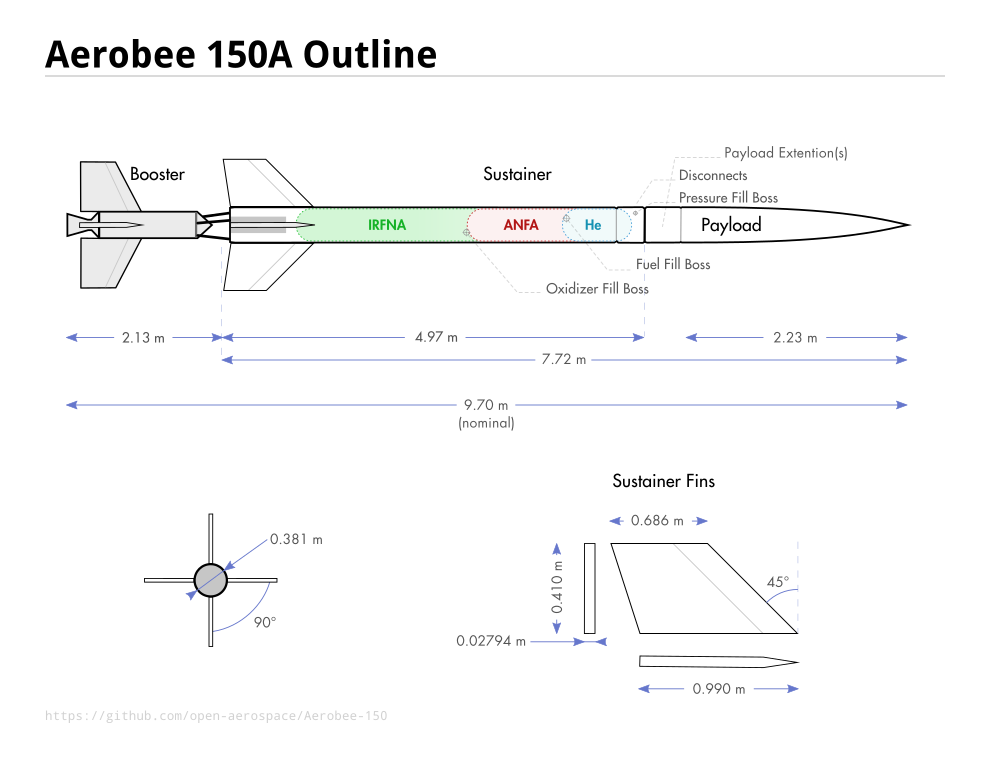 Aerobee 150A Outline
Payload Extention(s)
Booster
Sustainer
Disconnects
Pressure Fill Boss
IRFNA
ANFA
He
Payload
Fuel Fill Boss
Oxidizer Fill Boss
2.13 m
4.97 m
2.23 m
7.72 m
9.70 m
(nominal)
Sustainer Fins
0.686 m
0.381 m
45°
0.410 m
90°
0.02794 m
0.990 m
https://github.com/open-aerospace/Aerobee-150